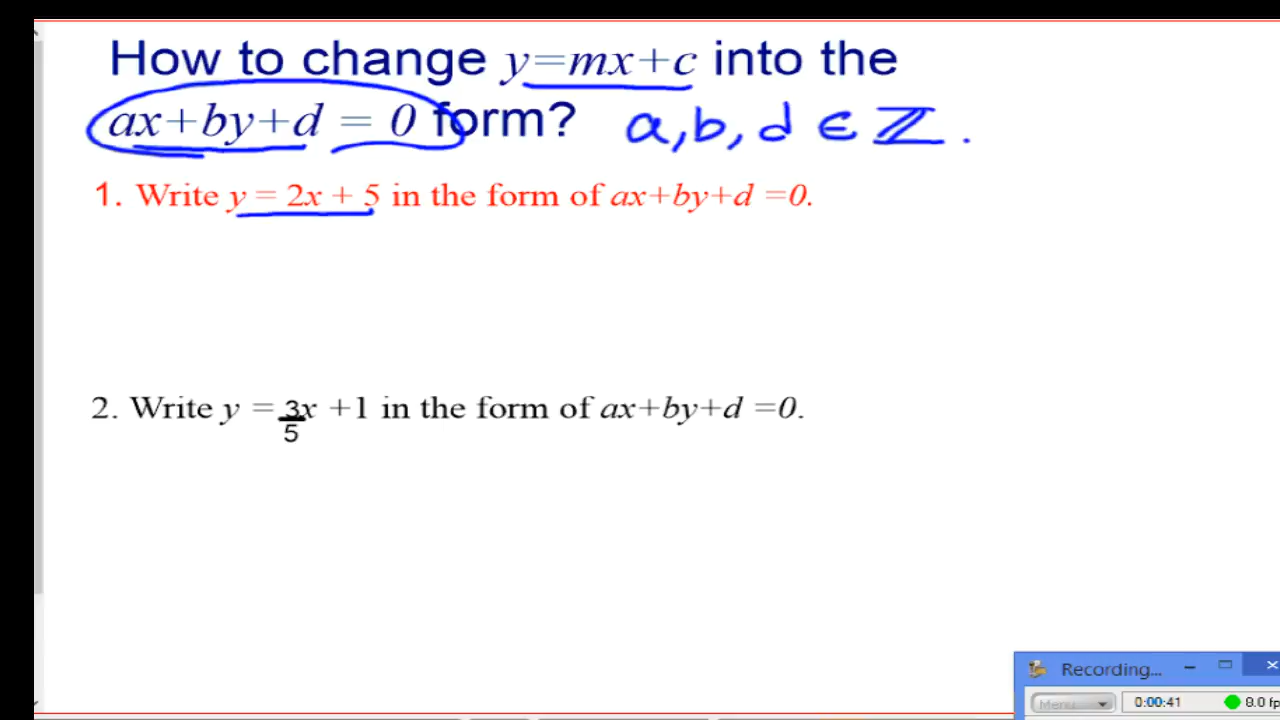 How to change y=mx+c into the
ax+by+d = 0 form? a, b, d ∈ ℤ.
1. Write y = 2x + 5 in the form of ax+by+d =0.
2. Write y = 3/5x +1 in the form of ax+by+d =0.
Recording...
Menu 0:00:41 8.0 fp